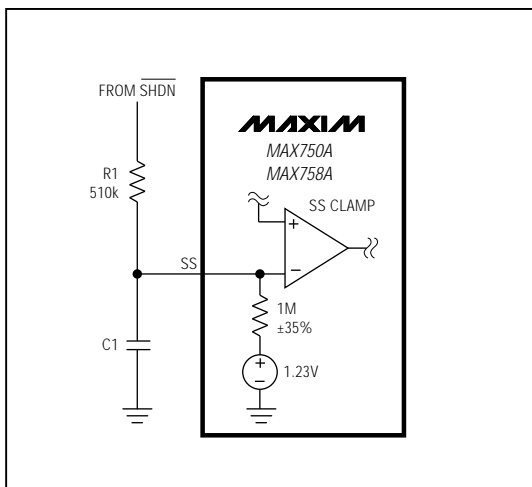 FROM SHDN
MAXIM
MAX750A
MAX758A
R1
510k
SS CLAMP
+
SS
−
1M
±35%
C1
+
−
1.23V